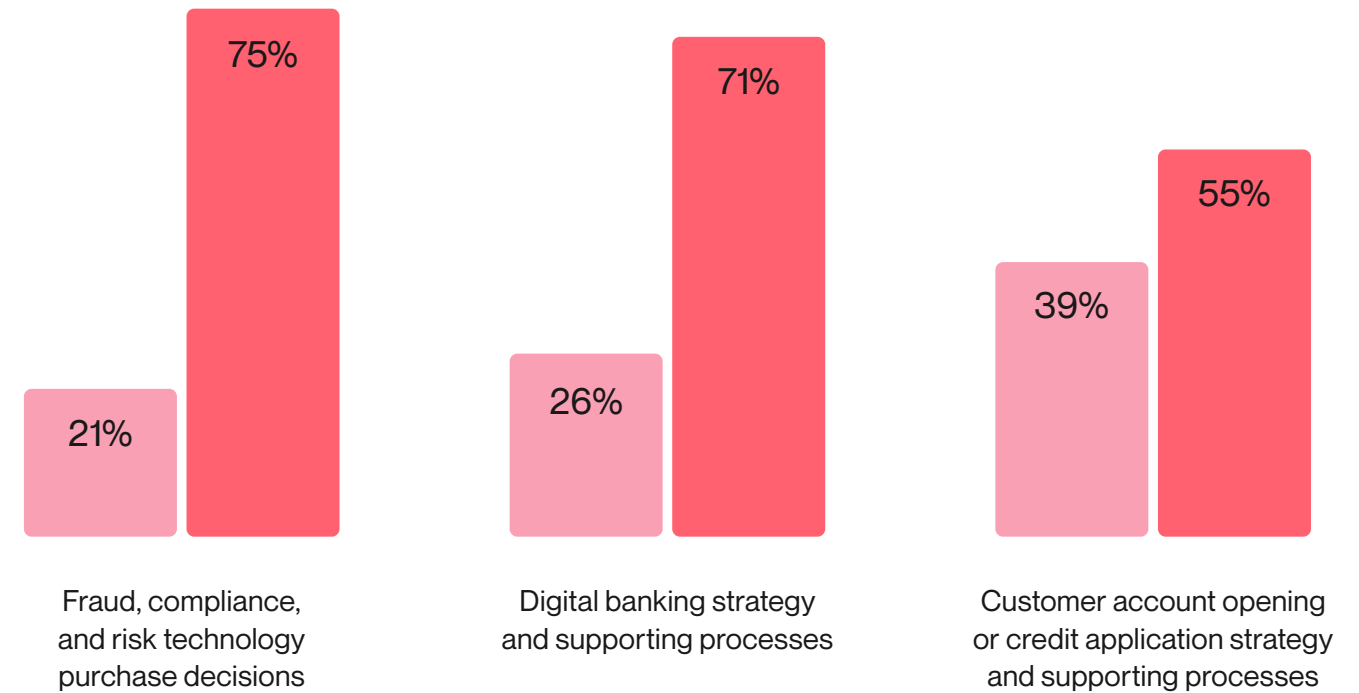 75%
71%
55%
39%
26%
21%
Fraud, compliance,
and risk technology
purchase decisions
Digital banking strategy
and supporting processes
Customer account opening
or credit application strategy
and supporting processes